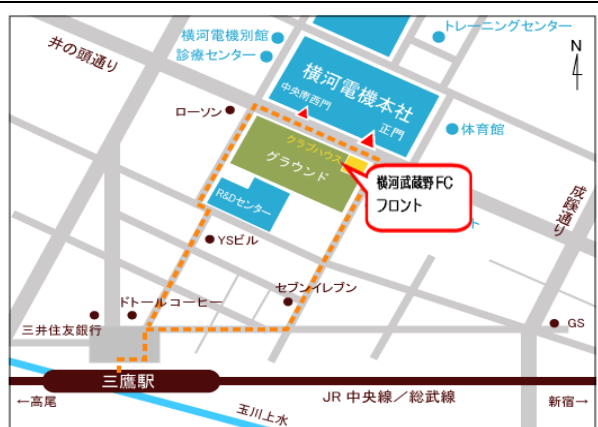 トレーニングセンター
横河電機別館
診療センター
井の頭通り
N
横河電機本社
中央南西門
正門
ローソン
体育館
クラブハウス
グラウンド
横河武蔵野FC
フロント
成蹊通り
R&Dセンター
ト
YSビル
セブンイレブン
ドトールコーヒー
三井住友銀行
GS
三鷹駅
JR 中央線／総武線
←高尾
新宿→
玉川上水